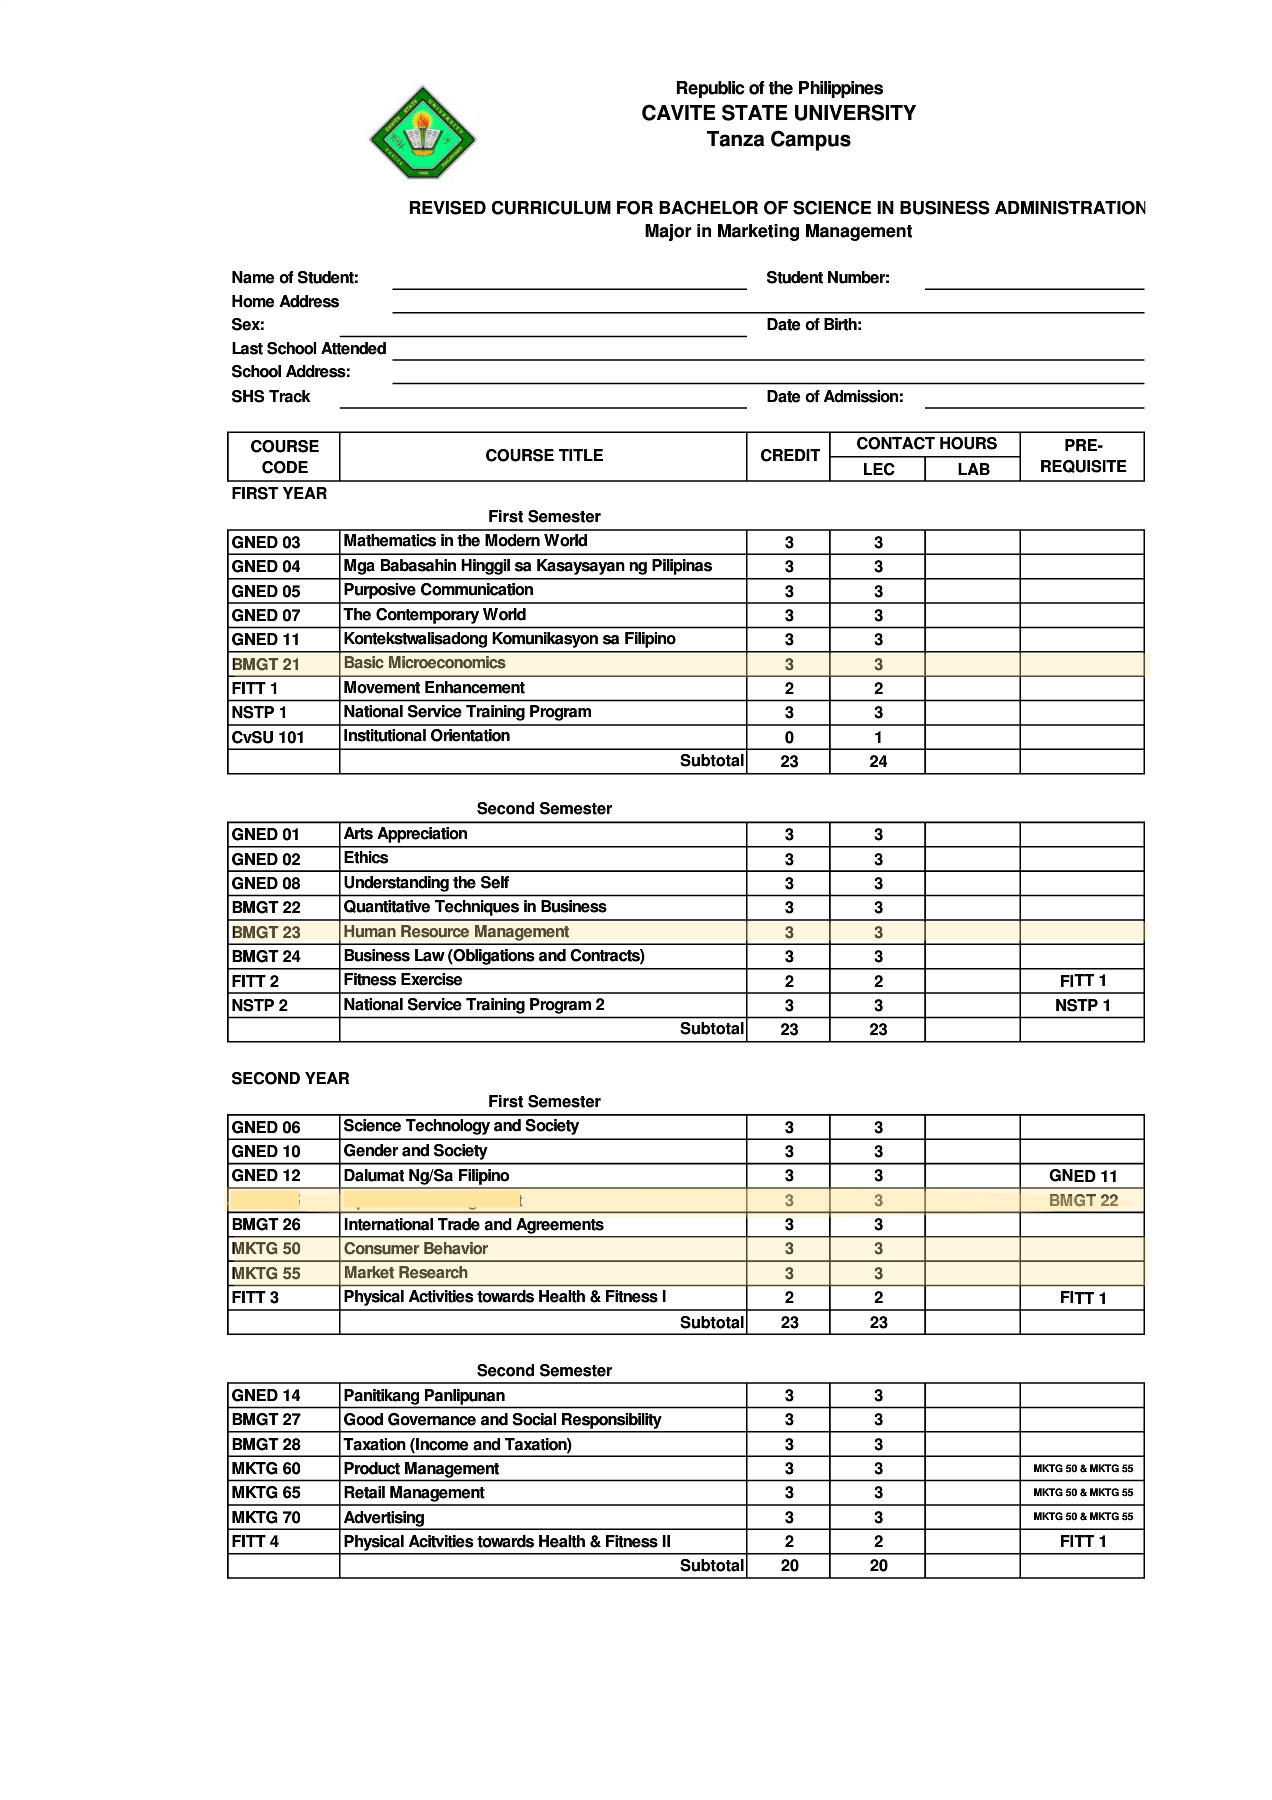 Republic of the Philippines
CAVITE STATE UNIVERSITY
Tanza Campus
REVISED CURRICULUM FOR BACHELOR OF SCIENCE IN BUSINESS ADMINISTRATION
Major in Marketing Management
Name of Student: Student Number:
Home Address
Sex: Date of Birth:
Last School Attended
School Address:
SHS Track Date of Admission:
COURSE CODE COURSE TITLE CREDIT CONTACT HOURS LEC LAB PRE-REQUISITE
FIRST YEAR
First Semester
GNED 03 Mathematics in the Modern World 3 3
GNED 04 Mga Babasahin Hinggil sa Kasaysayan ng Pilipinas 3 3
GNED 05 Purposive Communication 3 3
GNED 07 The Contemporary World 3 3
GNED 11 Kontekstwalisadong Komunikasyon sa Filipino 3 3
BMGT 21 Basic Microeconomics 3 3
FITT 1 Movement Enhancement 2 2
NSTP 1 National Service Training Program 3 3
CvSU 101 Institutional Orientation 0 1
Subtotal 23 24
Second Semester
GNED 01 Arts Appreciation 3 3
GNED 02 Ethics 3 3
GNED 08 Understanding the Self 3 3
BMGT 22 Quantitative Techniques in Business 3 3
BMGT 23 Human Resource Management 3 3
BMGT 24 Business Law (Obligations and Contracts) 3 3
FITT 2 Fitness Exercise 2 2 FITT 1
NSTP 2 National Service Training Program 2 3 3 NSTP 1
Subtotal 23 23
SECOND YEAR
First Semester
GNED 06 Science Technology and Society 3 3
GNED 10 Gender and Society 3 3
GNED 12 Dalumat Ng/Sa Filipino 3 3 GNED 11
3 3 BMGT 22
BMGT 26 International Trade and Agreements 3 3
MKTG 50 Consumer Behavior 3 3
MKTG 55 Market Research 3 3
FITT 3 Physical Activities towards Health & Fitness I 2 2 FITT 1
Subtotal 23 23
Second Semester
GNED 14 Panitikang Panlipunan 3 3
BMGT 27 Good Governance and Social Responsibility 3 3
BMGT 28 Taxation (Income and Taxation) 3 3
MKTG 60 Product Management 3 3 MKTG 50 & MKTG 55
MKTG 65 Retail Management 3 3 MKTG 50 & MKTG 55
MKTG 70 Advertising 3 3 MKTG 50 & MKTG 55
FITT 4 Physical Acitvities towards Health & Fitness II 2 2 FITT 1
Subtotal 20 20